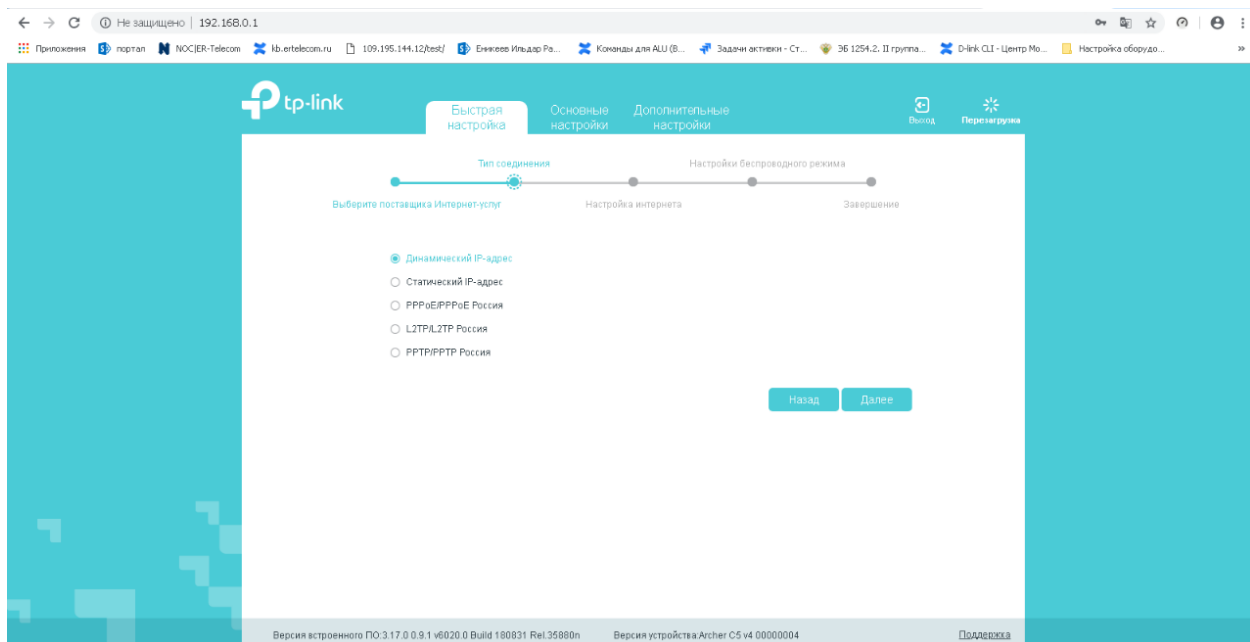 Не защищено | 192.168.0.1
Приложения портал NOC|ER-Telecom kb.ertelecom.ru 109.195.144.12/test/ Еникеев Ильдар Ра... Команды для ALU (В... Задачи активки - Ст... ЭБ 1254.2. II группа... D-link CLI - Центр Мо... Настройка оборудо... »
tp-link
Быстрая настройка
Основные настройки
Дополнительные настройки
Выход
Перезагрузка
Тип соединения
Настройки беспроводного режима
Выберите поставщика Интернет-услуг
Настройка интернета
Завершение
Динамический IP-адрес
Статический IP-адрес
PPPoE/PPPoE Россия
L2TP/L2TP Россия
PPTP/PPTP Россия
Назад
Далее
Версия встроенного ПО:3.17.0 0.9.1 v6020.0 Build 180831 Rel.35880n
Версия устройства:Archer C5 v4 00000004
Поддержка